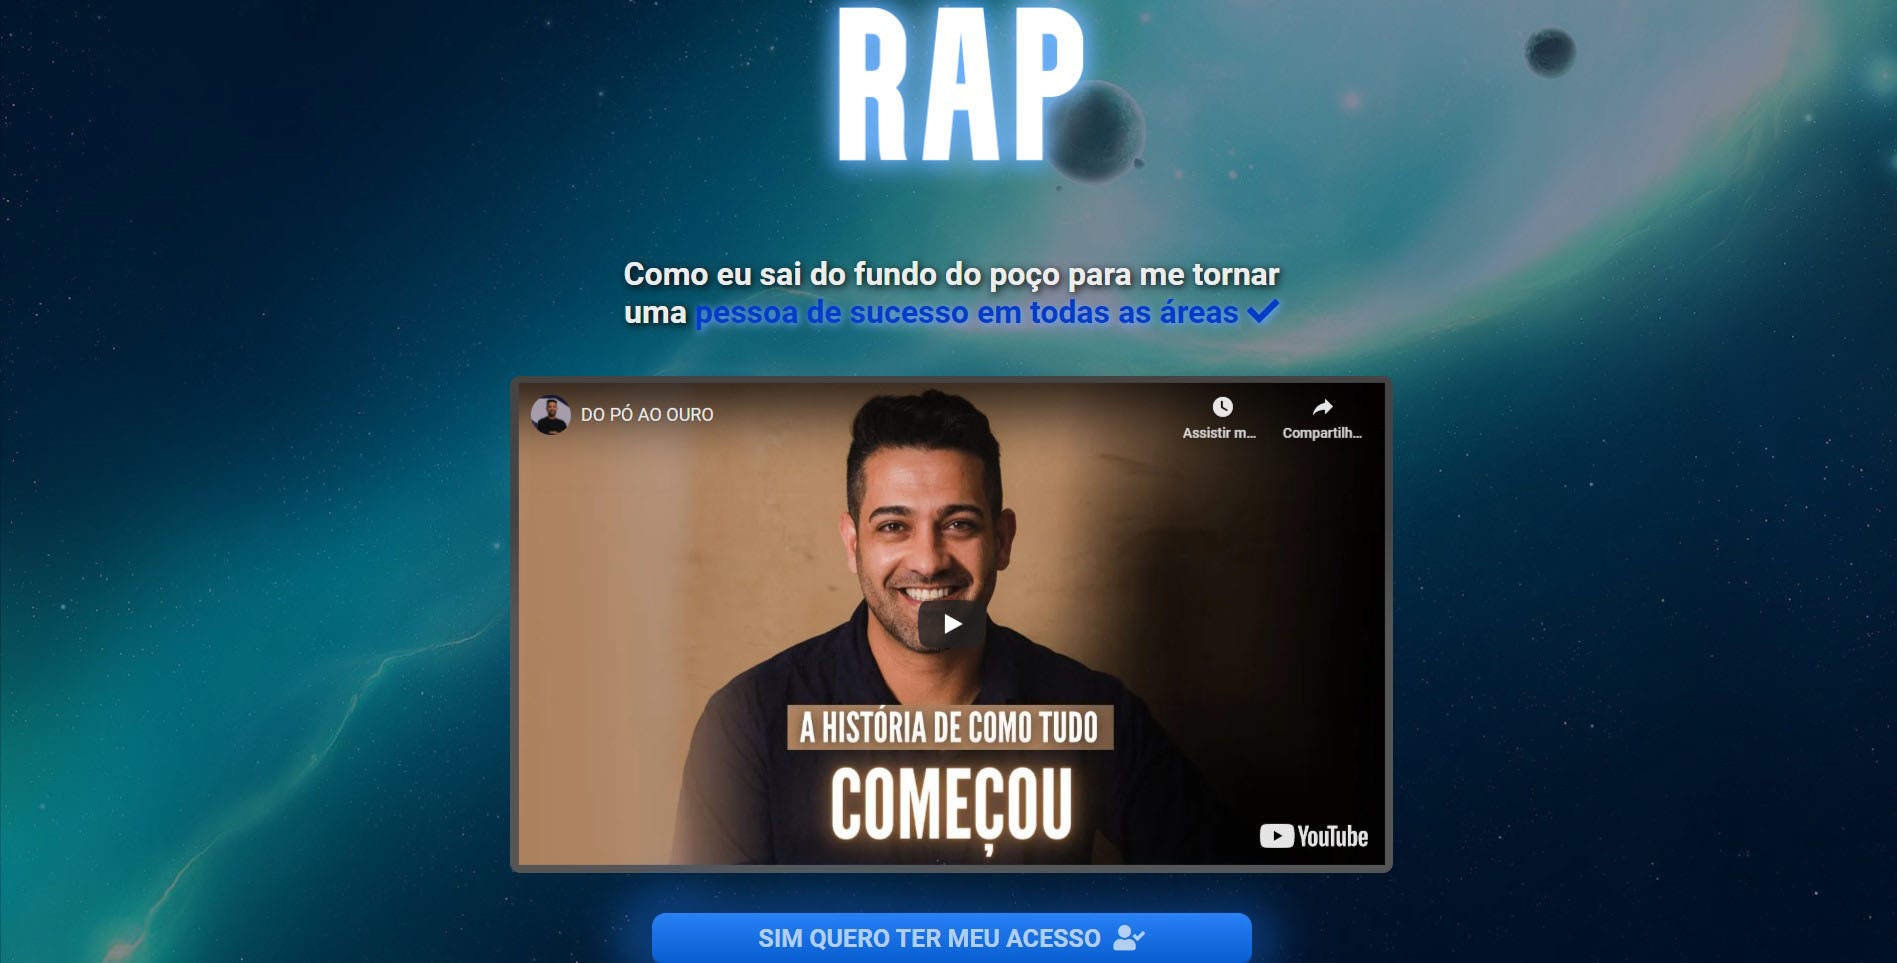 RAP
Como eu sai do fundo do poço para me tornar
uma pessoa de sucesso em todas as áreas
DO PÓ AO OURO
Assistir m...
Compartilh...
A HISTÓRIA DE COMO TUDO
COMEÇOU
YouTube
SIM QUERO TER MEU ACESSO